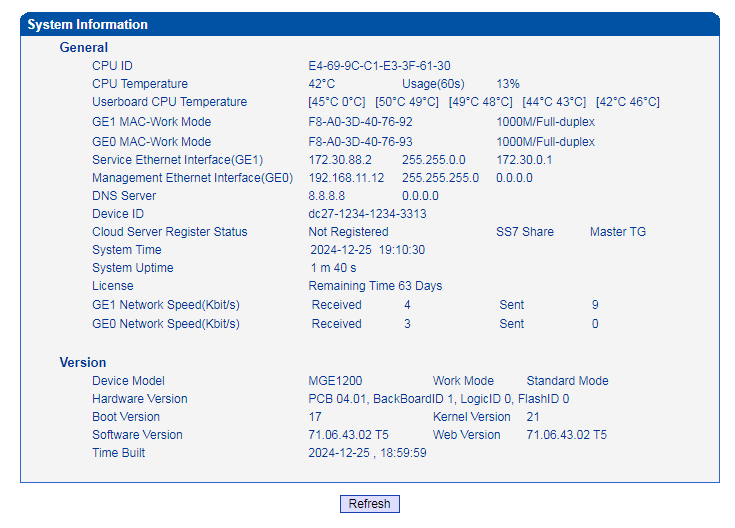 System Information
General
CPU ID E4-69-9C-C1-E3-3F-61-30
CPU Temperature 42°C Usage(60s) 13%
Userboard CPU Temperature [45°C 0°C] [50°C 49°C] [49°C 48°C] [44°C 43°C] [42°C 46°C]
GE1 MAC-Work Mode F8-A0-3D-40-76-92 1000M/Full-duplex
GE0 MAC-Work Mode F8-A0-3D-40-76-93 1000M/Full-duplex
Service Ethernet Interface(GE1) 172.30.88.2 255.255.0.0 172.30.0.1
Management Ethernet Interface(GE0) 192.168.11.12 255.255.255.0 0.0.0.0
DNS Server 8.8.8.8 0.0.0.0
Device ID dc27-1234-1234-3313
Cloud Server Register Status Not Registered SS7 Share Master TG
System Time 2024-12-25 19:10:30
System Uptime 1 m 40 s
License Remaining Time 63 Days
GE1 Network Speed(Kbit/s) Received 4 Sent 9
GE0 Network Speed(Kbit/s) Received 3 Sent 0
Version
Device Model MGE1200 Work Mode Standard Mode
Hardware Version PCB 04.01, BackBoardID 1, LogicID 0, FlashID 0
Boot Version 17 Kernel Version 21
Software Version 71.06.43.02 T5 Web Version 71.06.43.02 T5
Time Built 2024-12-25 , 18:59:59
Refresh